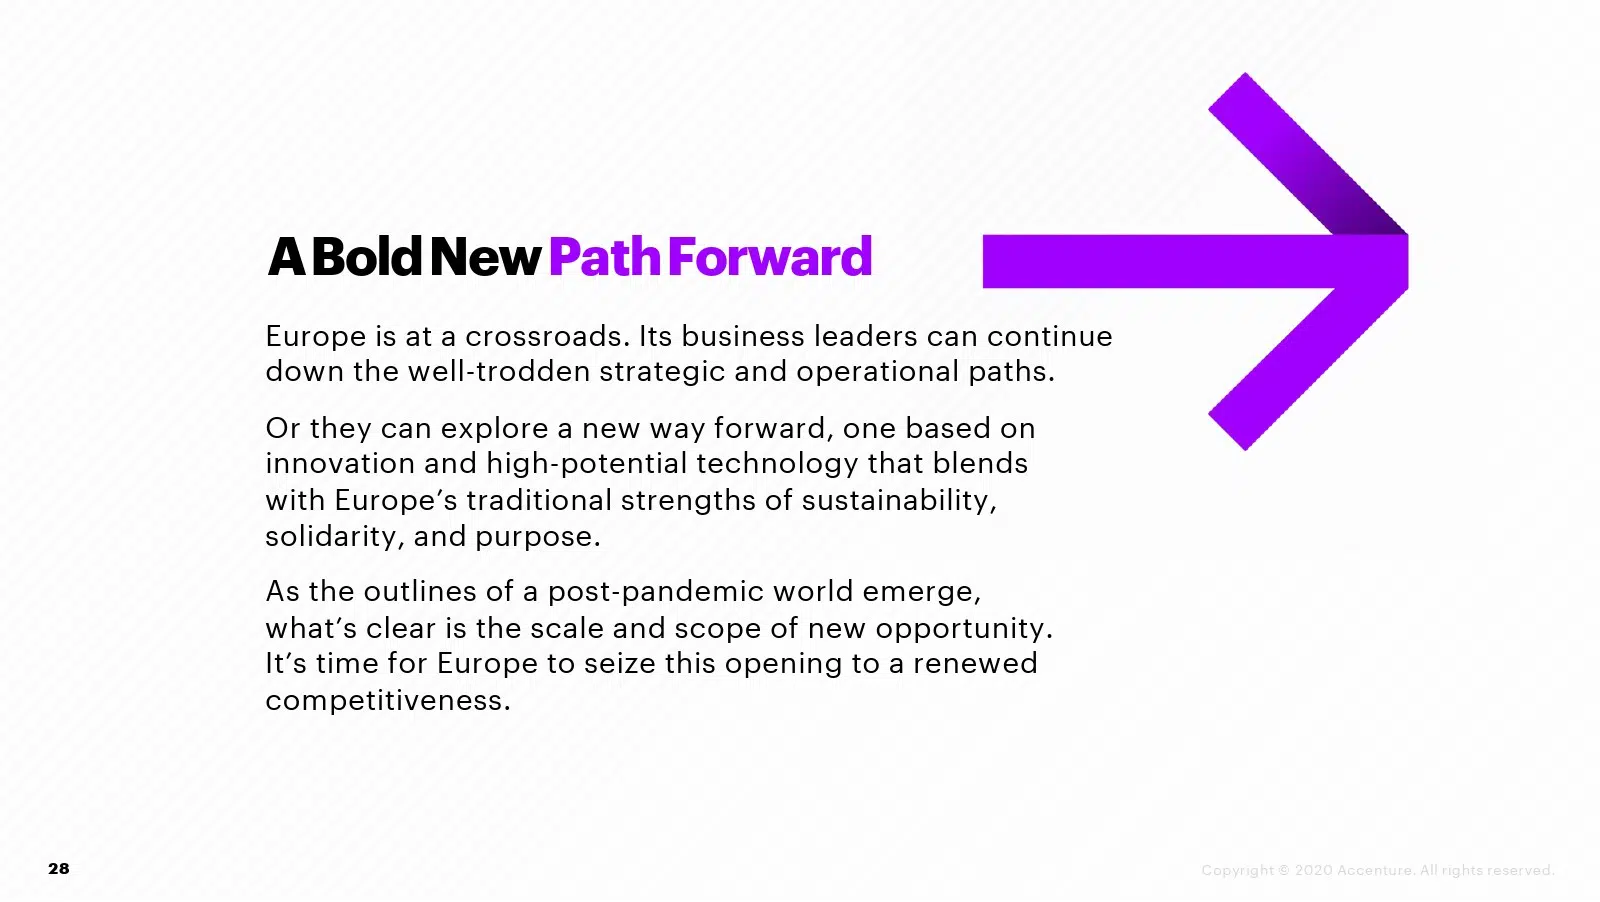 A Bold New Path Forward
Europe is at a crossroads. Its business leaders can continue
down the well-trodden strategic and operational paths.
Or they can explore a new way forward, one based on
innovation and high-potential technology that blends
with Europe’s traditional strengths of sustainability,
solidarity, and purpose.
As the outlines of a post-pandemic world emerge,
what’s clear is the scale and scope of new opportunity.
It’s time for Europe to seize this opening to a renewed
competitiveness.
28
Copyright © 2020 Accenture. All rights reserved.